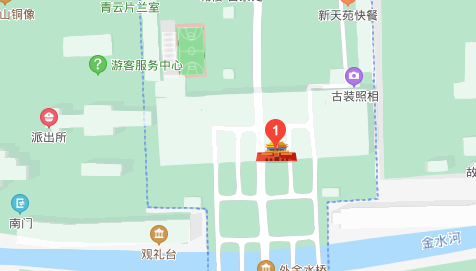 青云片兰室
山铜像
新天苑快餐
游客服务中心
古装照相
1
派出所
故
南门
金水河
观礼台
外金水桥